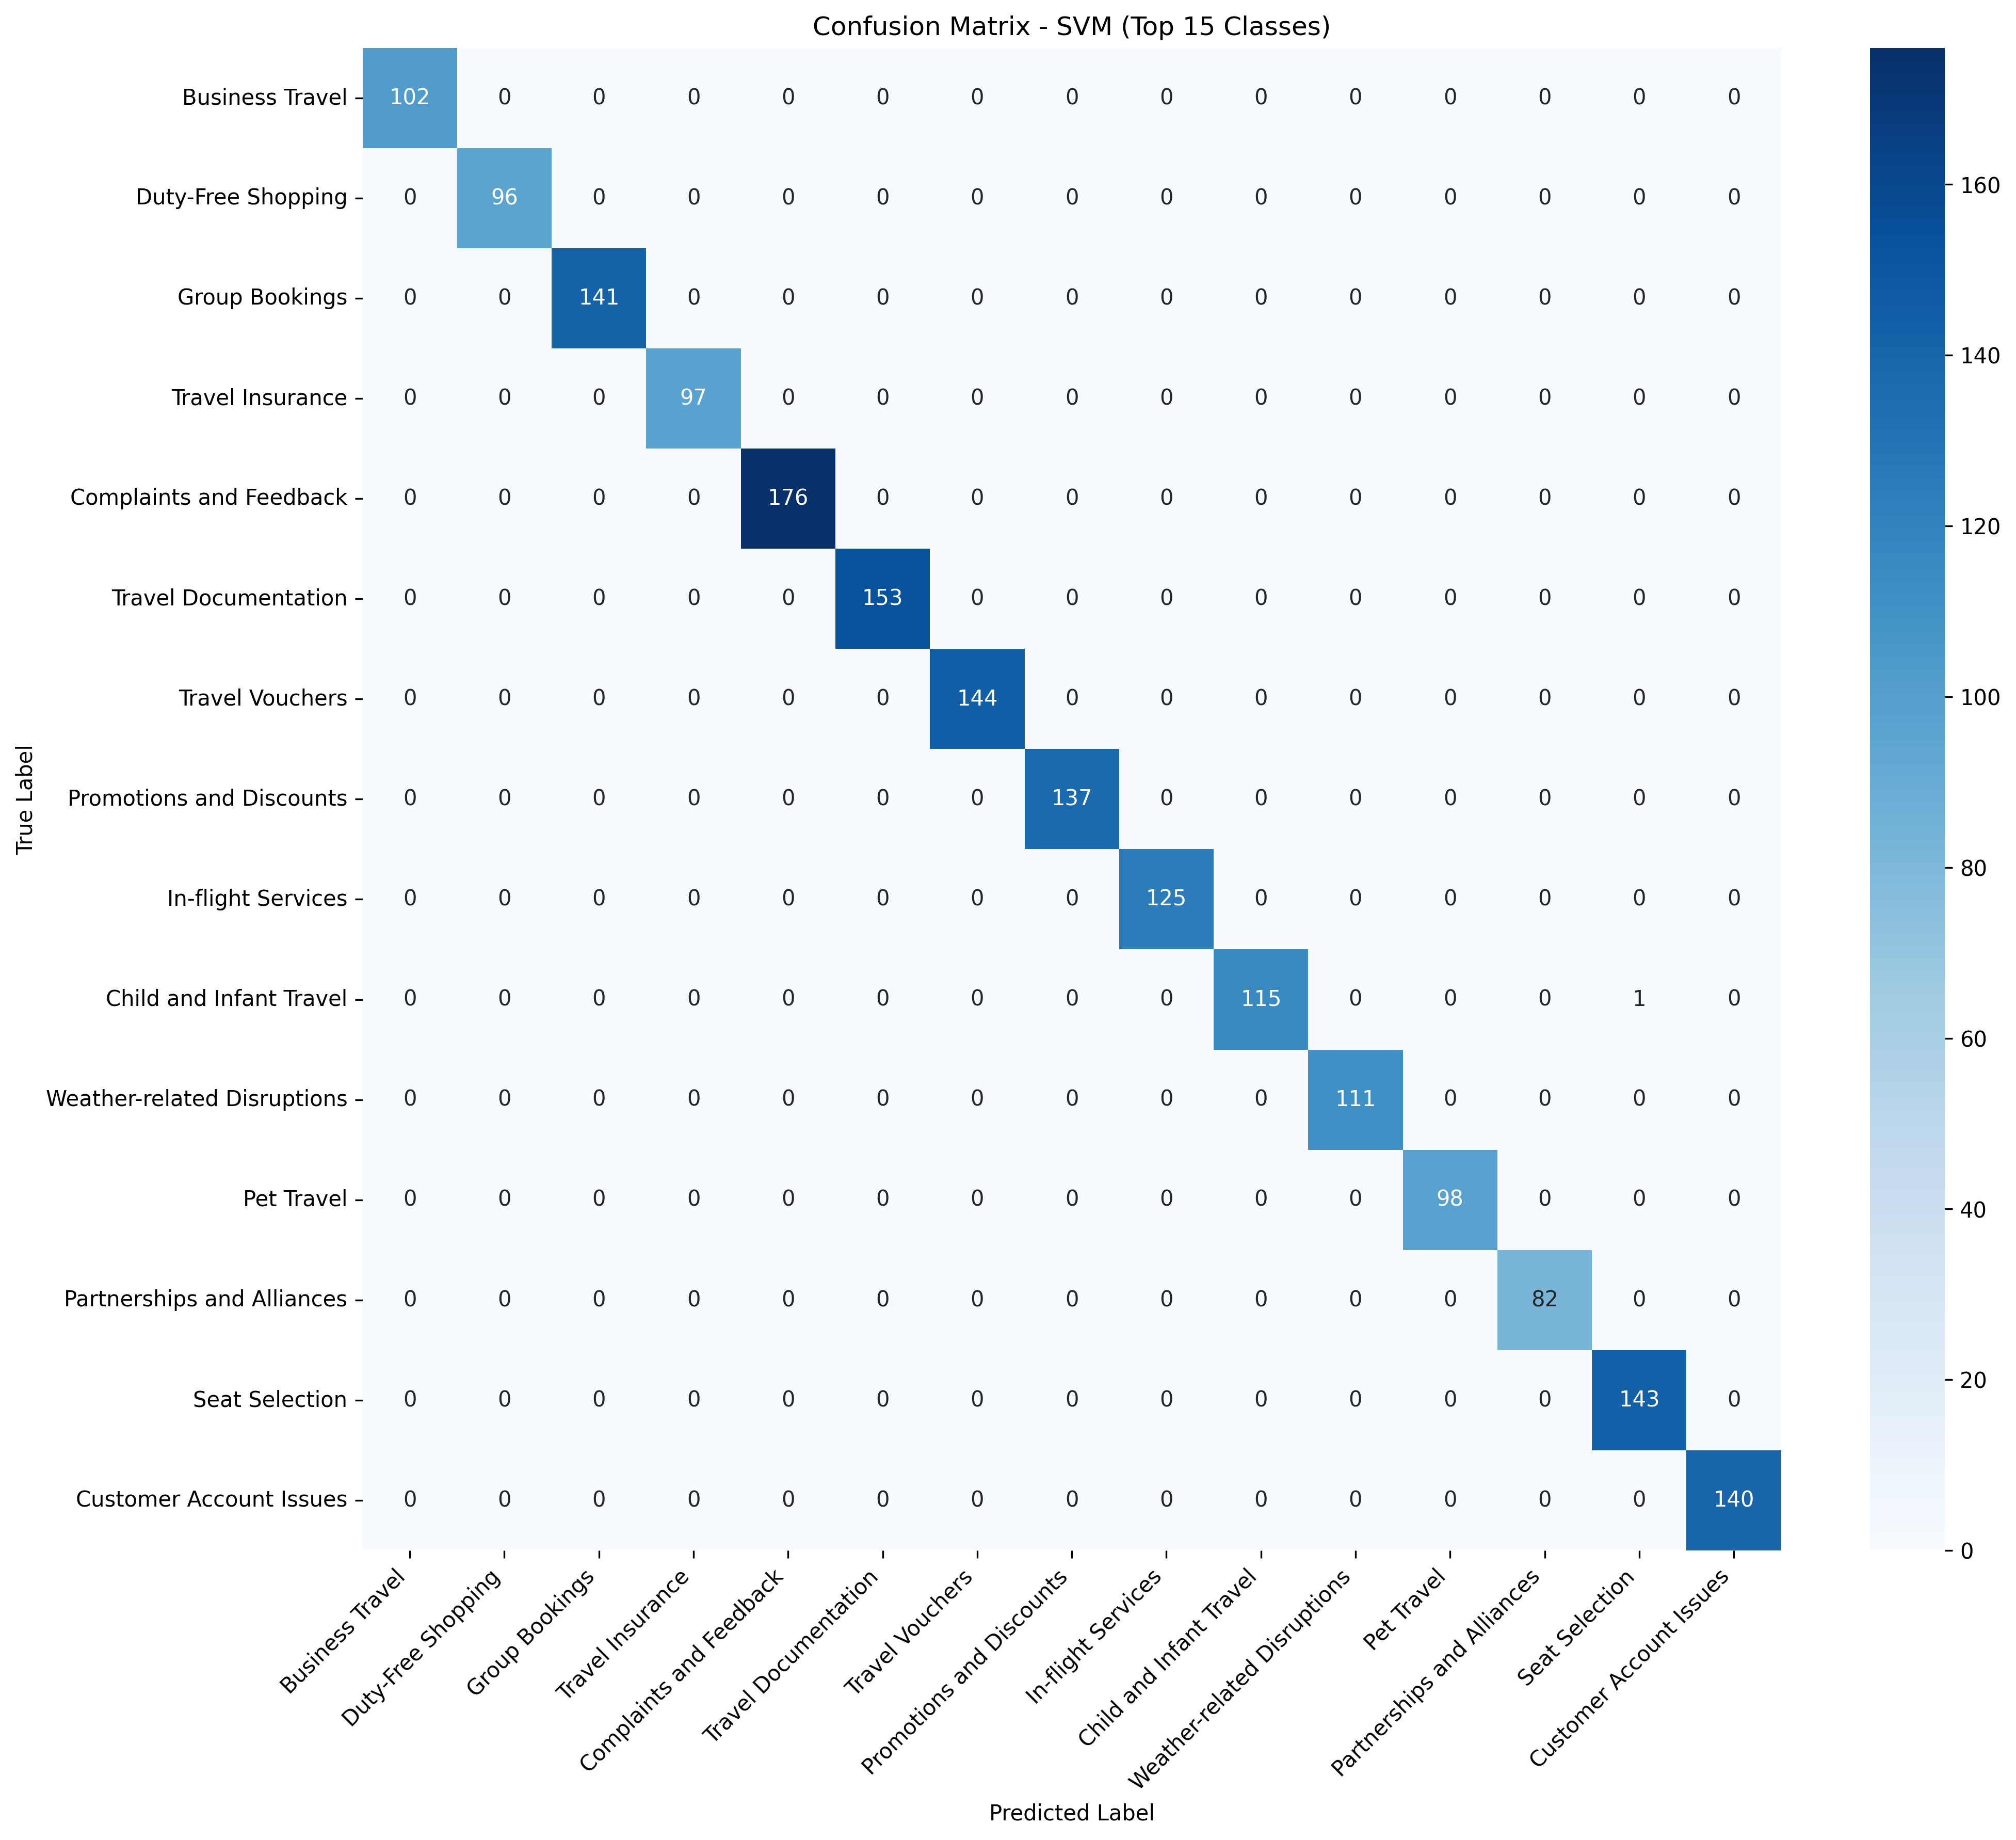 Confusion Matrix - SVM (Top 15 Classes)
True Label
Business Travel 102 0 0 0 0 0 0 0 0 0 0 0 0 0 0
Duty-Free Shopping 0 96 0 0 0 0 0 0 0 0 0 0 0 0 0
Group Bookings 0 0 141 0 0 0 0 0 0 0 0 0 0 0 0
Travel Insurance 0 0 0 97 0 0 0 0 0 0 0 0 0 0 0
Complaints and Feedback 0 0 0 0 176 0 0 0 0 0 0 0 0 0 0
Travel Documentation 0 0 0 0 0 153 0 0 0 0 0 0 0 0 0
Travel Vouchers 0 0 0 0 0 0 144 0 0 0 0 0 0 0 0
Promotions and Discounts 0 0 0 0 0 0 0 137 0 0 0 0 0 0 0
In-flight Services 0 0 0 0 0 0 0 0 125 0 0 0 0 0 0
Child and Infant Travel 0 0 0 0 0 0 0 0 0 115 0 0 0 1 0
Weather-related Disruptions 0 0 0 0 0 0 0 0 0 0 111 0 0 0 0
Pet Travel 0 0 0 0 0 0 0 0 0 0 0 98 0 0 0
Partnerships and Alliances 0 0 0 0 0 0 0 0 0 0 0 0 82 0 0
Seat Selection 0 0 0 0 0 0 0 0 0 0 0 0 0 143 0
Customer Account Issues 0 0 0 0 0 0 0 0 0 0 0 0 0 0 140
Business Travel
Duty-Free Shopping
Group Bookings
Travel Insurance
Complaints and Feedback
Travel Documentation
Travel Vouchers
Promotions and Discounts
In-flight Services
Child and Infant Travel
Weather-related Disruptions
Pet Travel
Partnerships and Alliances
Seat Selection
Customer Account Issues
Predicted Label
160
140
120
100
80
60
40
20
0